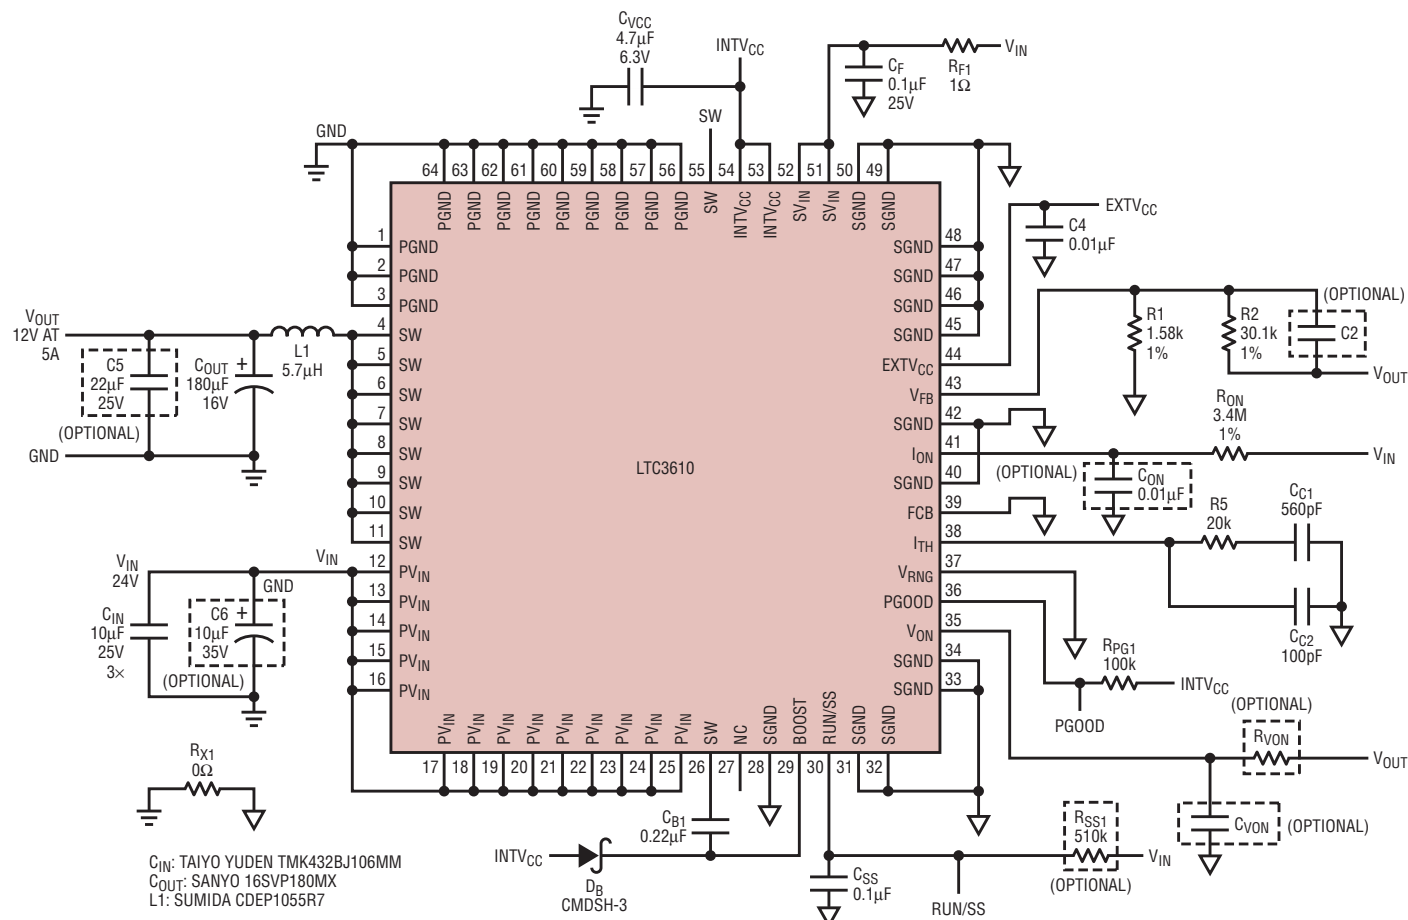 CVCC
4.7µF
6.3V
INTVCC
CF
0.1µF
25V
RF1
1Ω
VIN
SW
GND
64 63 62 61 60 59 58 57 56 55 54 53 52 51 50 49
PGND PGND PGND PGND PGND PGND PGND PGND PGND SW INTVCC INTVCC SVIN SVIN SGND SGND
1 PGND
2 PGND
3 PGND
4 SW
5 SW
6 SW
7 SW
8 SW
9 SW
10 SW
11 SW
12 PVIN
13 PVIN
14 PVIN
15 PVIN
16 PVIN
LTC3610
SGND 48
SGND 47
SGND 46
SGND 45
EXTVCC 44
VFB 43
SGND 42
ION 41
SGND 40
FCB 39
ITH 38
VRNG 37
PGOOD 36
VON 35
SGND 34
SGND 33
PVIN PVIN PVIN PVIN PVIN PVIN PVIN PVIN PVIN SW NC SGND BOOST RUN/SS SGND SGND
17 18 19 20 21 22 23 24 25 26 27 28 29 30 31 32
VOUT
12V AT
5A
C5
22µF
25V
(OPTIONAL)
COUT
180µF
16V
+
L1
5.7µH
GND
VIN
24V
VIN
GND
CIN
10µF
25V
3×
C6
10µF
35V
+
(OPTIONAL)
RX1
0Ω
EXTVCC
C4
0.01µF
R1
1.58k
1%
R2
30.1k
1%
(OPTIONAL)
C2
VOUT
RON
3.4M
1%
VIN
(OPTIONAL)
CON
0.01µF
R5
20k
CC1
560pF
CC2
100pF
RPG1
100k
INTVCC
PGOOD
(OPTIONAL)
RVON
VOUT
CVON
(OPTIONAL)
RSS1
510k
VIN
(OPTIONAL)
CSS
0.1µF
RUN/SS
CB1
0.22µF
INTVCC
DB
CMDSH-3
CIN: TAIYO YUDEN TMK432BJ106MM
COUT: SANYO 16SVP180MX
L1: SUMIDA CDEP1055R7